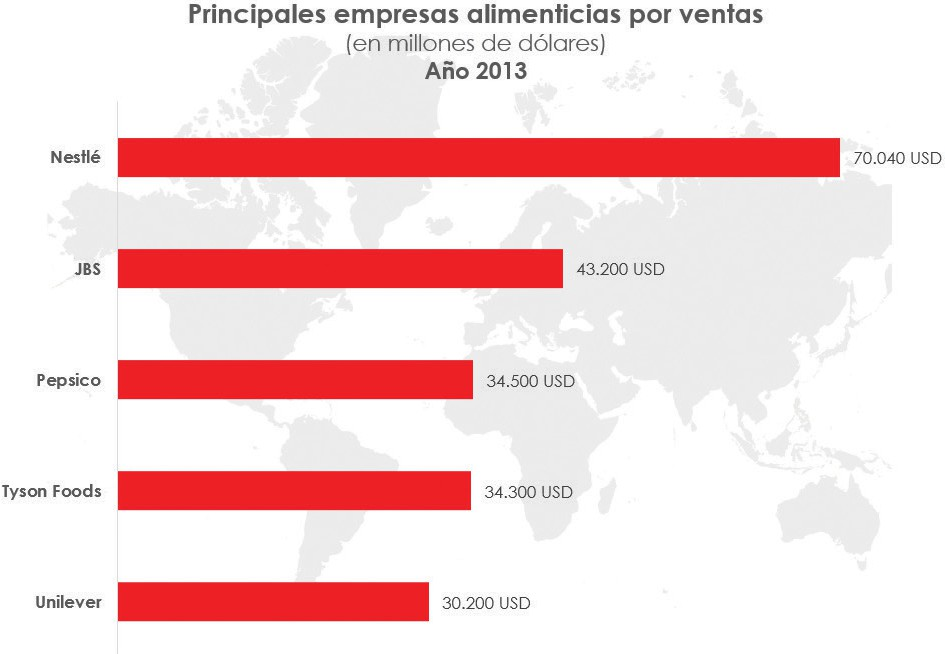 Principales empresas alimenticias por ventas
(en millones de dólares)
Año 2013
Nestlé 70.040 USD
JBS 43.200 USD
Pepsico 34.500 USD
Tyson Foods 34.300 USD
Unilever 30.200 USD